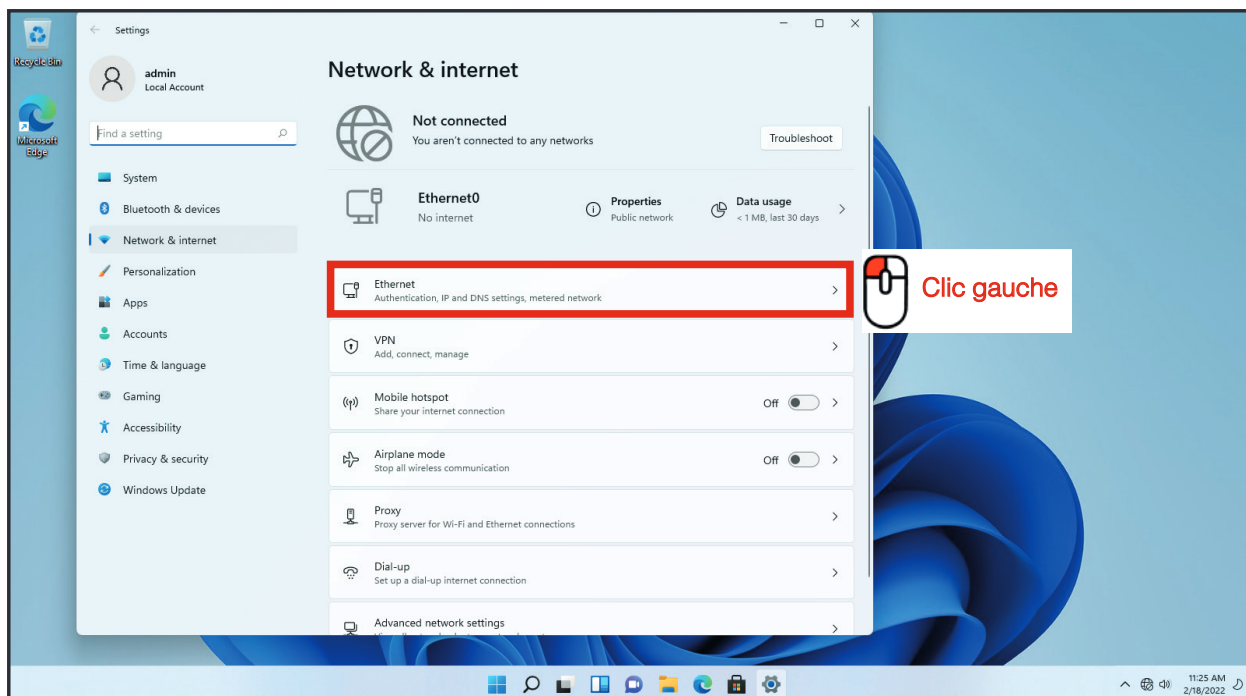 Recycle Bin
Microsoft
Edge
Settings
admin
Local Account
Find a setting
System
Bluetooth & devices
Network & internet
Personalization
Apps
Accounts
Time & language
Gaming
Accessibility
Privacy & security
Windows Update
Network & internet
Not connected
You aren't connected to any networks
Troubleshoot
Ethernet0
No internet
Properties
Public network
Data usage
< 1 MB, last 30 days
Ethernet
Authentication, IP and DNS settings, metered network
Clic gauche
VPN
Add, connect, manage
Mobile hotspot
Share your internet connection
Off
Airplane mode
Stop all wireless communication
Off
Proxy
Proxy server for Wi-Fi and Ethernet connections
Dial-up
Set up a dial-up internet connection
Advanced network settings
11:25 AM
2/18/2022